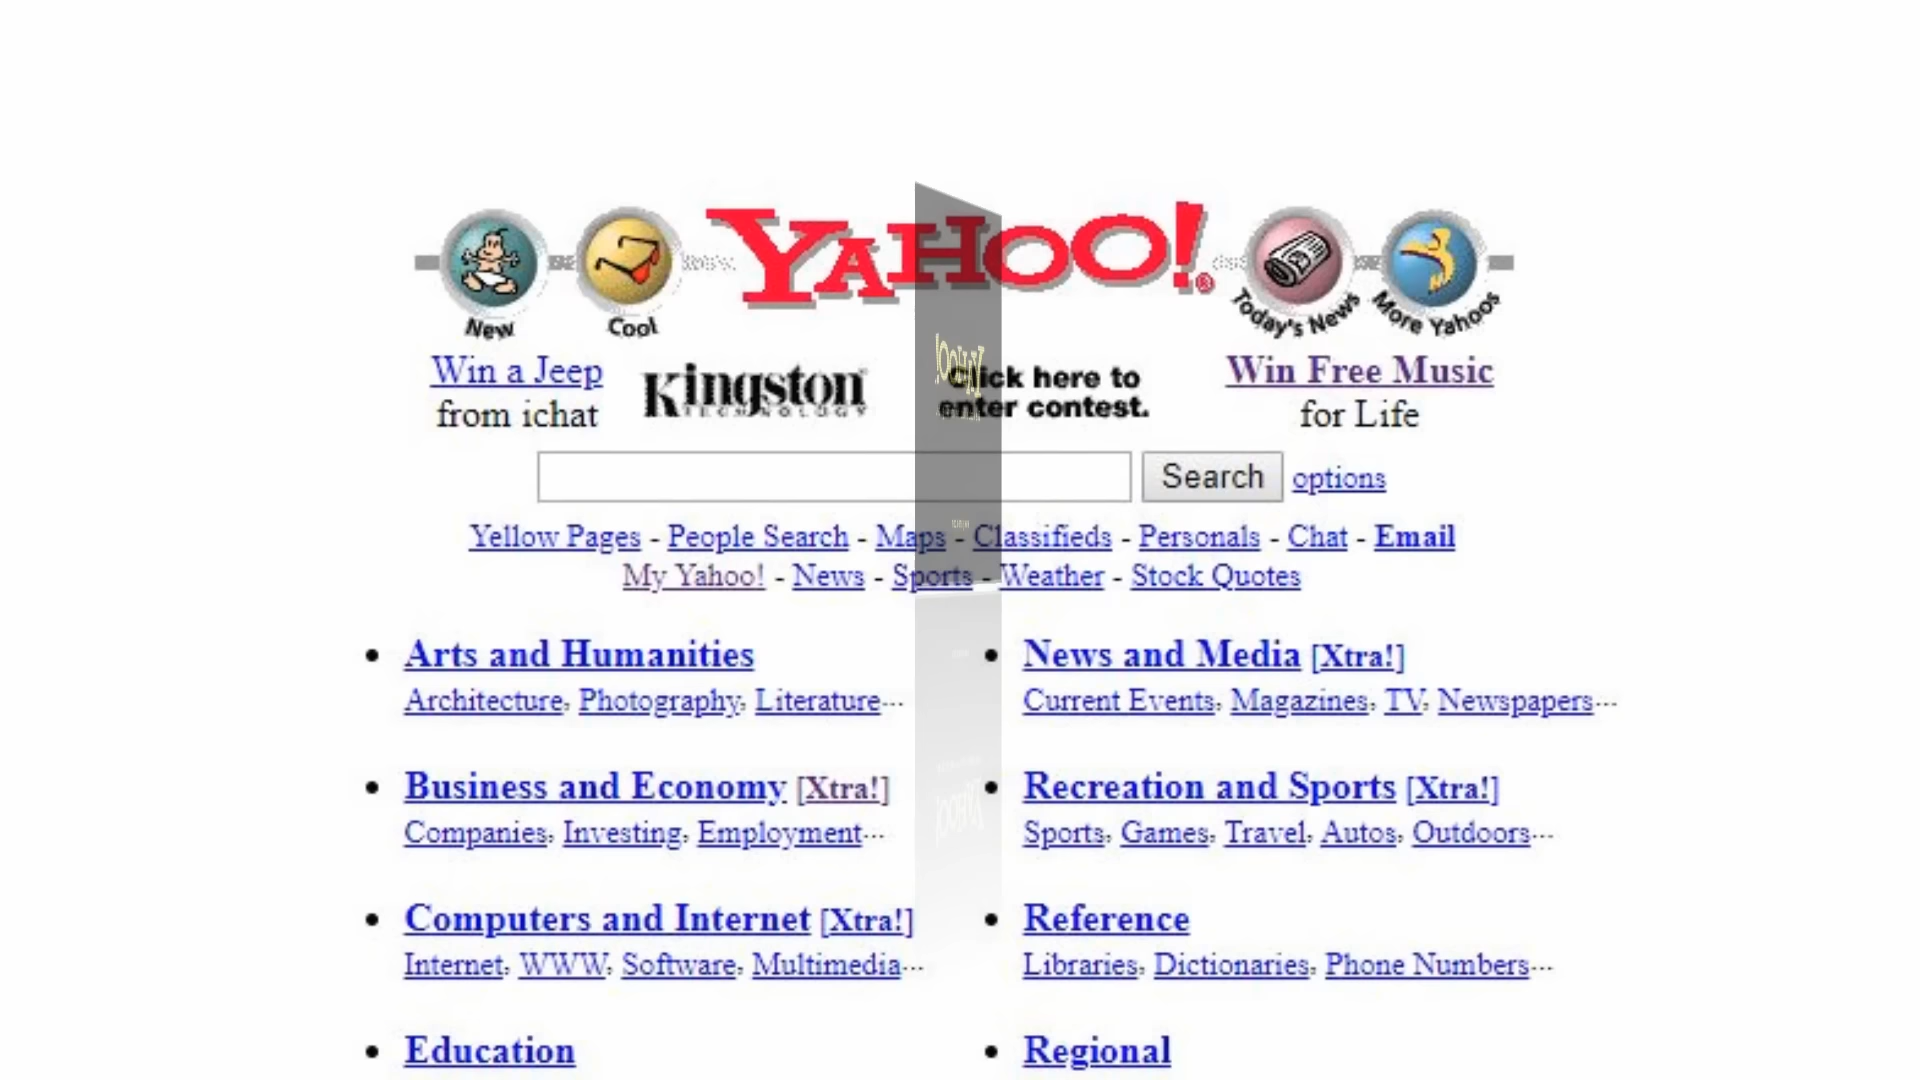 YAHOO!®
New
Cool
Today's News
More Yahoos
Win a Jeep
from ichat
Kingston
TECHNOLOGY
Click here to
enter contest.
Win Free Music
for Life
Search options
Yellow Pages - People Search - Maps - Classifieds - Personals - Chat - Email
My Yahoo! - News - Sports - Weather - Stock Quotes
• Arts and Humanities
Architecture, Photography, Literature...
• News and Media [Xtra!]
Current Events, Magazines, TV, Newspapers...
• Business and Economy [Xtra!]
Companies, Investing, Employment...
• Recreation and Sports [Xtra!]
Sports, Games, Travel, Autos, Outdoors...
• Computers and Internet [Xtra!]
Internet, WWW, Software, Multimedia...
• Reference
Libraries, Dictionaries, Phone Numbers...
• Education
• Regional